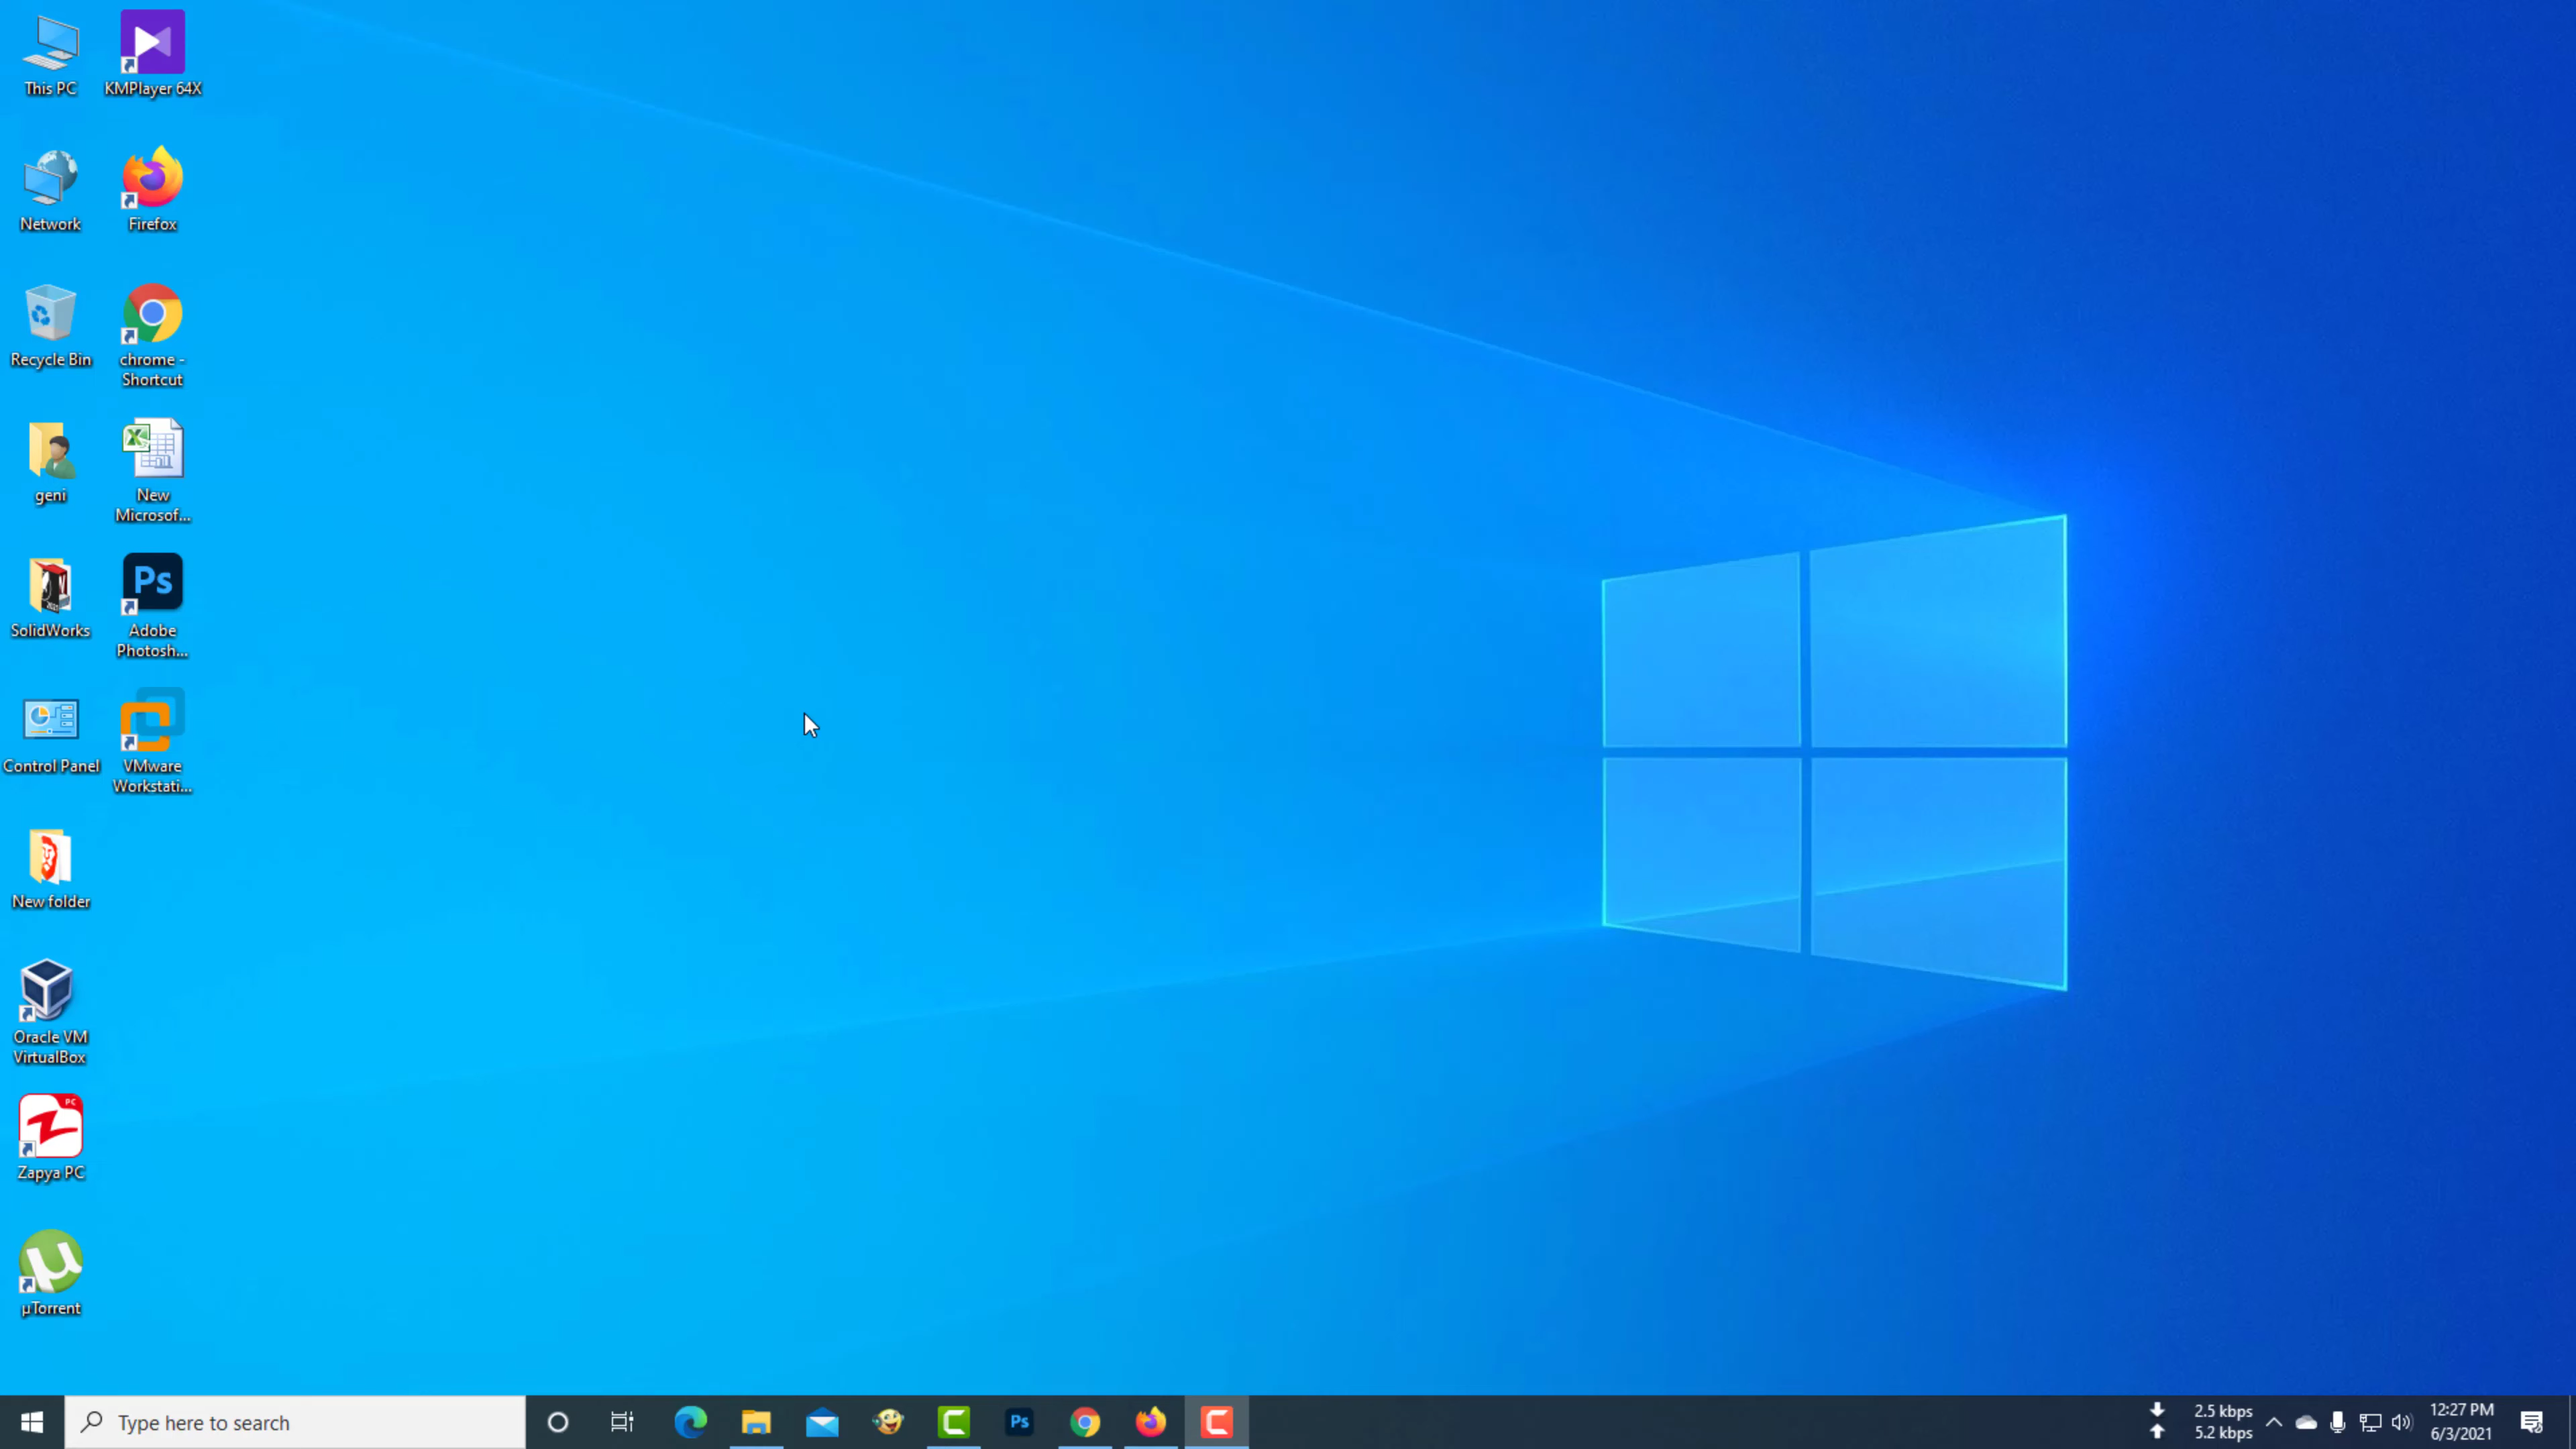 This PC
KMPlayer 64X
Network
Firefox
Recycle Bin
chrome -
Shortcut
geni
New
Microsof...
SolidWorks
Ps
Adobe
Photosh...
Control Panel
VMware
Workstati...
New folder
Oracle VM
VirtualBox
PC
Zapya PC
µTorrent
Type here to search
Ps
2.5 kbps
5.2 kbps
12:27 PM
6/3/2021